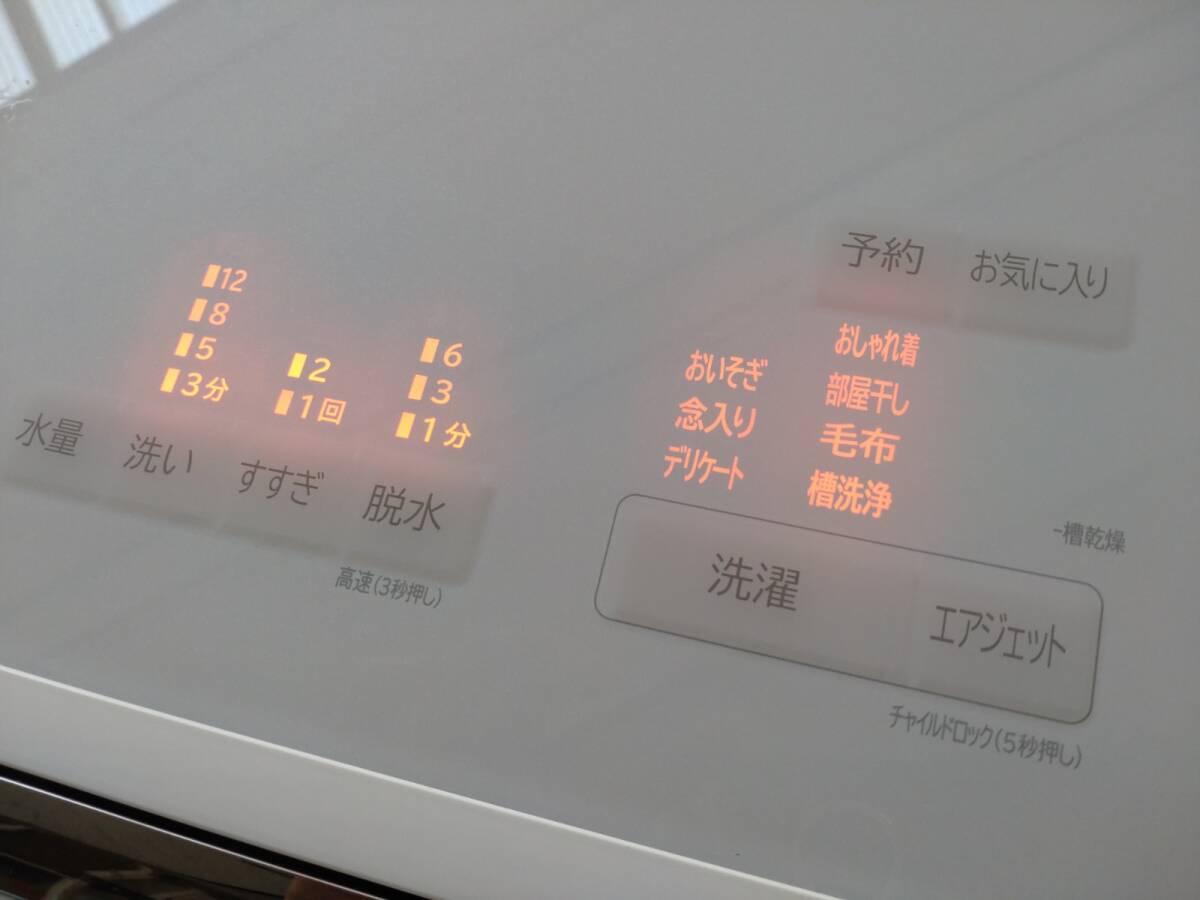 12
8
5
3分
2
1回
6
3
1分
水量
洗い
すすぎ
脱水
高速(3秒押し)
予約
お気に入り
おいそぎ
念入り
デリケート
おしゃれ着
部屋干し
毛布
槽洗浄
-槽乾燥
洗濯
エアジェット
チャイルドロック(5秒押し)